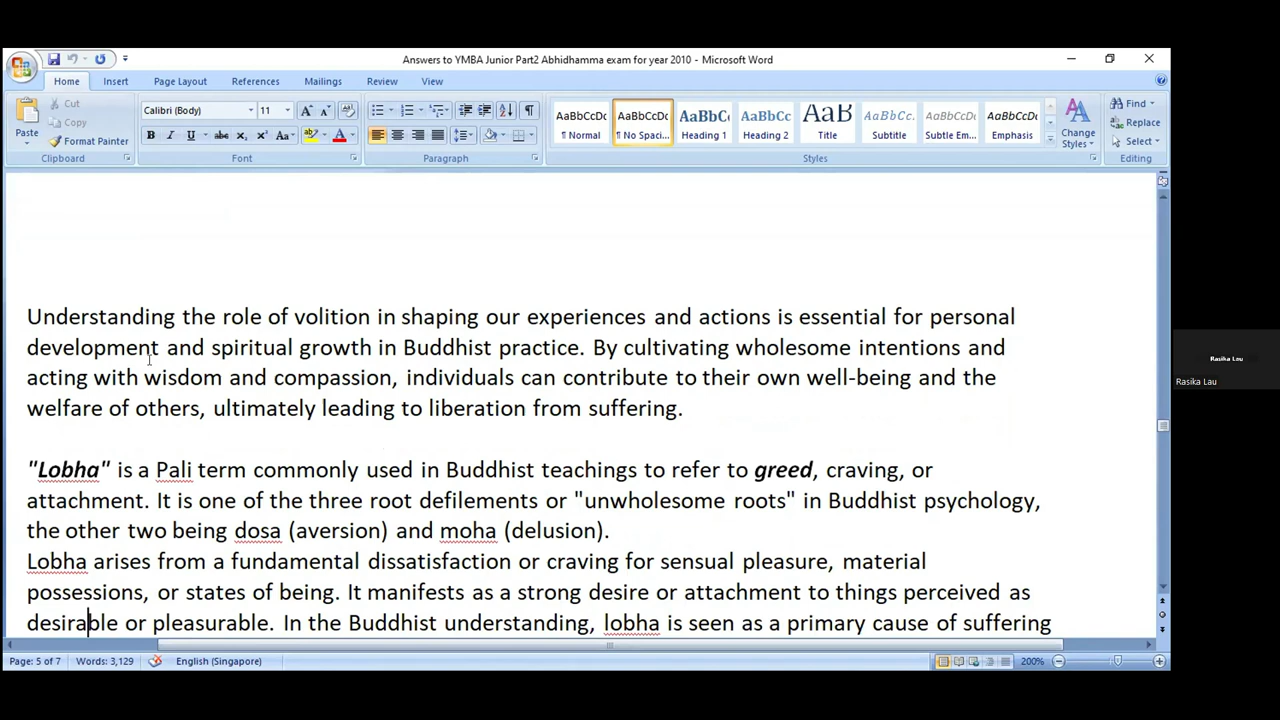 Answers to YMBA Junior Part2 Abhidhamma exam for year 2010 - Microsoft Word
Home Insert Page Layout References Mailings Review View
Paste
Cut
Copy
Format Painter
Clipboard
Calibri (Body) 11
Font
Paragraph
AaBbCcDc AaBbCcDc AaBbC AaBbCc AaB AaBbCc. AaBbCcDc AaBbCcDc
¶ Normal ¶ No Spaci... Heading 1 Heading 2 Title Subtitle Subtle Em... Emphasis
Change Styles
Styles
Find
Replace
Select
Editing
Understanding the role of volition in shaping our experiences and actions is essential for personal
development and spiritual growth in Buddhist practice. By cultivating wholesome intentions and
acting with wisdom and compassion, individuals can contribute to their own well-being and the
welfare of others, ultimately leading to liberation from suffering.
"Lobha" is a Pali term commonly used in Buddhist teachings to refer to greed, craving, or
attachment. It is one of the three root defilements or "unwholesome roots" in Buddhist psychology,
the other two being dosa (aversion) and moha (delusion).
Lobha arises from a fundamental dissatisfaction or craving for sensual pleasure, material
possessions, or states of being. It manifests as a strong desire or attachment to things perceived as
desirable or pleasurable. In the Buddhist understanding, lobha is seen as a primary cause of suffering
Page: 5 of 7 Words: 3,129 English (Singapore) 200%
Rasika Lau
Rasika Lau